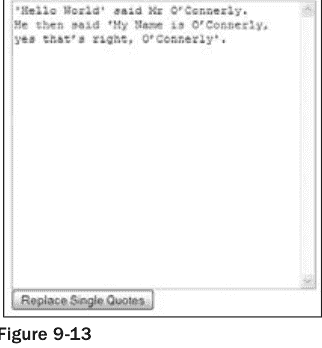 'Hello World' said Mr O'Connerly.
He then said 'My Name is O'Connerly,
yes that's right, O'Connerly'.
Replace Single Quotes
Figure 9-13